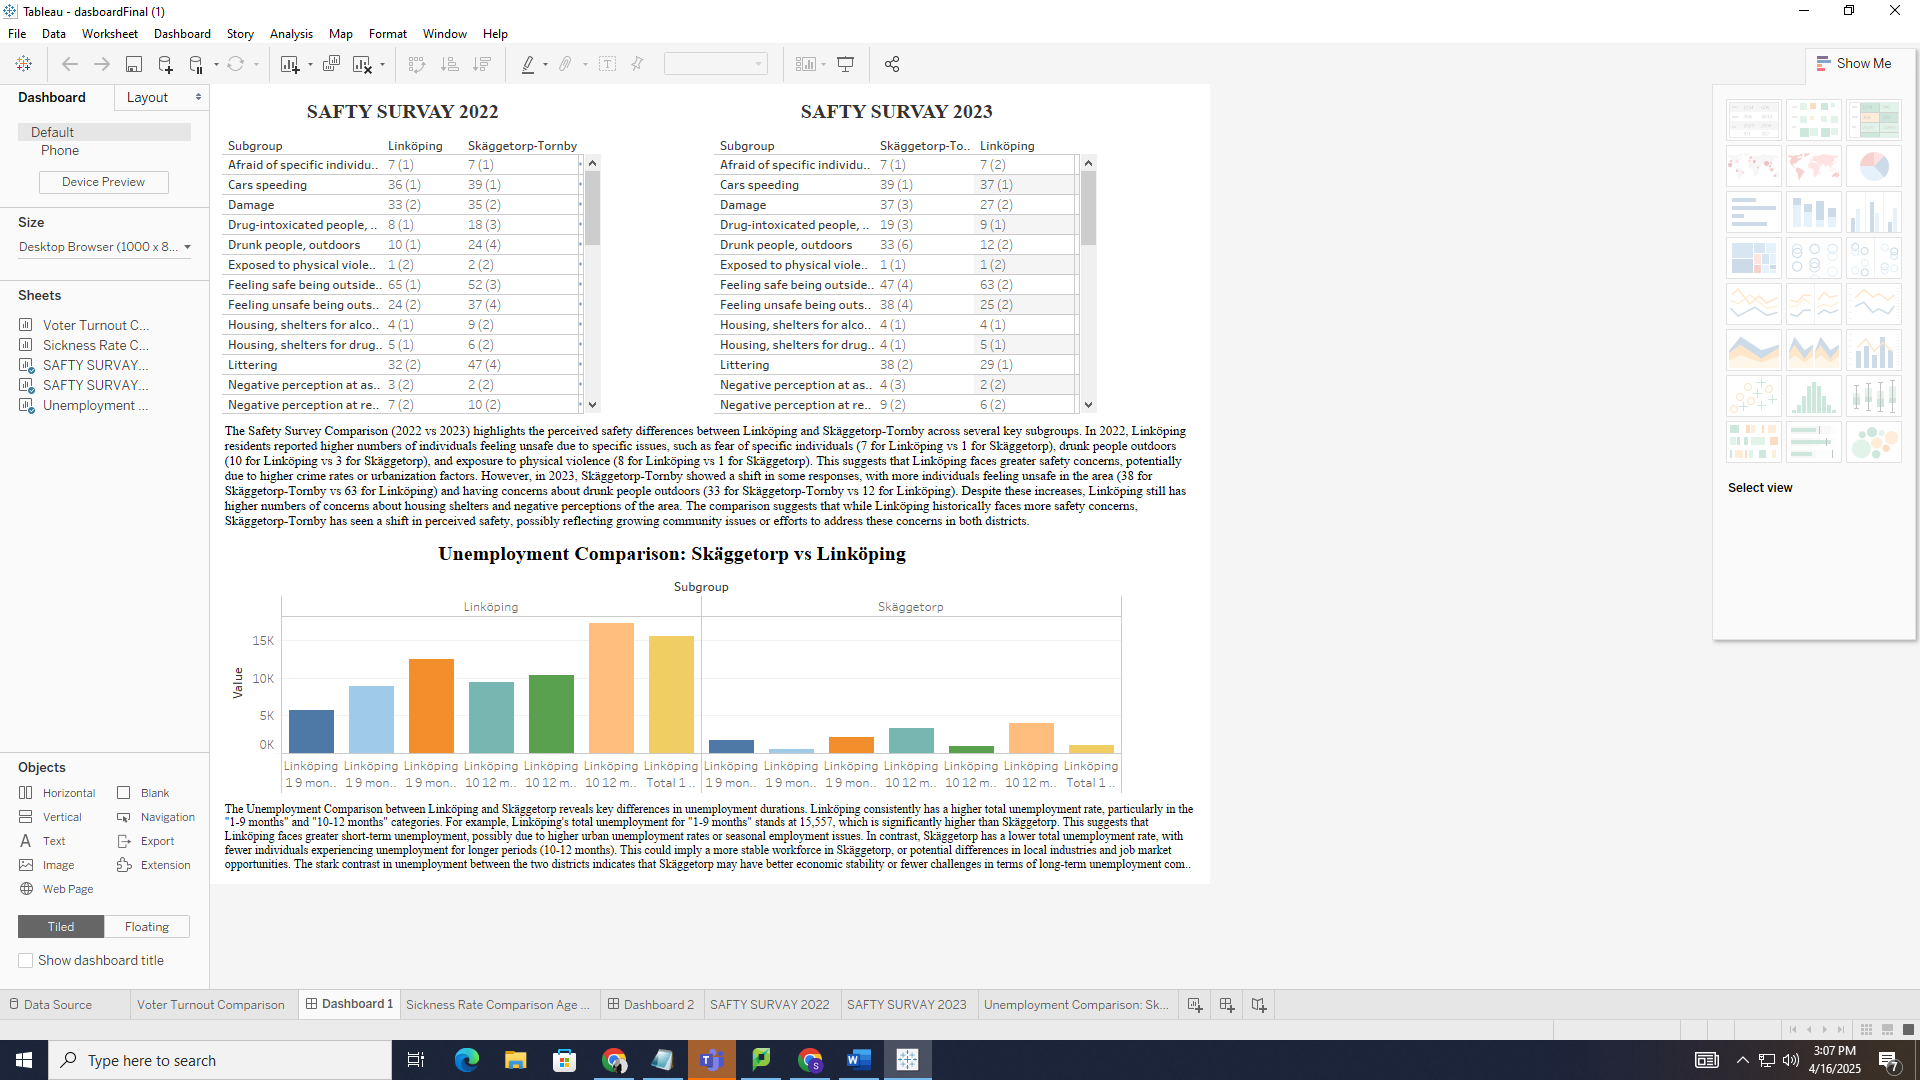 Tableau - dasboardFinal (1)
File Data Worksheet Dashboard Story Analysis Map Format Window Help
Show Me
Dashboard Layout
Default
Phone
Device Preview
Size
Desktop Browser (1000 x 8...
Sheets
Voter Turnout C...
Sickness Rate C...
SAFTY SURVAY...
SAFTY SURVAY...
Unemployment ...
Objects
Horizontal Blank
Vertical Navigation
Text Export
Image Extension
Web Page
Tiled Floating
Show dashboard title
SAFTY SURVAY 2022
Subgroup Linköping Skäggetorp-Tornby
Afraid of specific individu.. 7 (1) 7 (1)
Cars speeding 36 (1) 39 (1)
Damage 33 (2) 35 (2)
Drug-intoxicated people, .. 8 (1) 18 (3)
Drunk people, outdoors 10 (1) 24 (4)
Exposed to physical viole.. 1 (2) 2 (2)
Feeling safe being outside.. 65 (1) 52 (3)
Feeling unsafe being outs.. 24 (2) 37 (4)
Housing, shelters for alco.. 4 (1) 9 (2)
Housing, shelters for drug.. 5 (1) 6 (2)
Littering 32 (2) 47 (4)
Negative perception at as.. 3 (2) 2 (2)
Negative perception at re.. 7 (2) 10 (2)
SAFTY SURVAY 2023
Subgroup Skäggetorp-To.. Linköping
Afraid of specific individu.. 7 (1) 7 (2)
Cars speeding 39 (1) 37 (1)
Damage 37 (3) 27 (2)
Drug-intoxicated people, .. 19 (3) 9 (1)
Drunk people, outdoors 33 (6) 12 (2)
Exposed to physical viole.. 1 (1) 1 (2)
Feeling safe being outside.. 47 (4) 63 (2)
Feeling unsafe being outs.. 38 (4) 25 (2)
Housing, shelters for alco.. 4 (1) 4 (1)
Housing, shelters for drug.. 4 (1) 5 (1)
Littering 38 (2) 29 (1)
Negative perception at as.. 4 (3) 2 (2)
Negative perception at re.. 9 (2) 6 (2)
The Safety Survey Comparison (2022 vs 2023) highlights the perceived safety differences between Linköping and Skäggetorp-Tornby across several key subgroups. In 2022, Linköping
residents reported higher numbers of individuals feeling unsafe due to specific issues, such as fear of specific individuals (7 for Linköping vs 1 for Skäggetorp), drunk people outdoors
(10 for Linköping vs 3 for Skäggetorp), and exposure to physical violence (8 for Linköping vs 1 for Skäggetorp). This suggests that Linköping faces greater safety concerns, potentially
due to higher crime rates or urbanization factors. However, in 2023, Skäggetorp-Tornby showed a shift in some responses, with more individuals feeling unsafe in the area (38 for
Skäggetorp-Tornby vs 63 for Linköping) and having concerns about drunk people outdoors (33 for Skäggetorp-Tornby vs 12 for Linköping). Despite these increases, Linköping still has
higher numbers of concerns about housing shelters and negative perceptions of the area. The comparison suggests that while Linköping historically faces more safety concerns,
Skäggetorp-Tornby has seen a shift in perceived safety, possibly reflecting growing community issues or efforts to address these concerns in both districts.
Unemployment Comparison: Skäggetorp vs Linköping
Subgroup
Linköping Skäggetorp
Value
15K
10K
5K
0K
Linköping Linköping Linköping Linköping Linköping Linköping Linköping Linköping Linköping Linköping Linköping Linköping Linköping Linköping
1 9 mon.. 1 9 mon.. 1 9 mon.. 10 12 m.. 10 12 m.. 10 12 m.. Total 1 .. 1 9 mon.. 1 9 mon.. 1 9 mon.. 10 12 m.. 10 12 m.. 10 12 m.. Total 1 ..
The Unemployment Comparison between Linköping and Skäggetorp reveals key differences in unemployment durations. Linköping consistently has a higher total unemployment rate, particularly in the
"1-9 months" and "10-12 months" categories. For example, Linköping's total unemployment for "1-9 months" stands at 15,557, which is significantly higher than Skäggetorp. This suggests that
Linköping faces greater short-term unemployment, possibly due to higher urban unemployment rates or seasonal employment issues. In contrast, Skäggetorp has a lower total unemployment rate, with
fewer individuals experiencing unemployment for longer periods (10-12 months). This could imply a more stable workforce in Skäggetorp, or potential differences in local industries and job market
opportunities. The stark contrast in unemployment between the two districts indicates that Skäggetorp may have better economic stability or fewer challenges in terms of long-term unemployment com..
Select view
Data Source Voter Turnout Comparison Dashboard 1 Sickness Rate Comparison Age ... Dashboard 2 SAFTY SURVAY 2022 SAFTY SURVAY 2023 Unemployment Comparison: Sk...
Type here to search
3:07 PM
4/16/2025
7